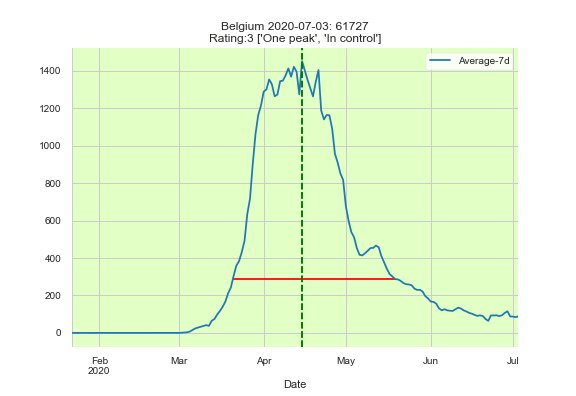 Belgium 2020-07-03: 61727
Rating:3 ['One peak', 'In control']
Average-7d
1400
1200
1000
800
600
400
200
0
Feb
2020
Mar
Apr
May
Jun
Jul
Date